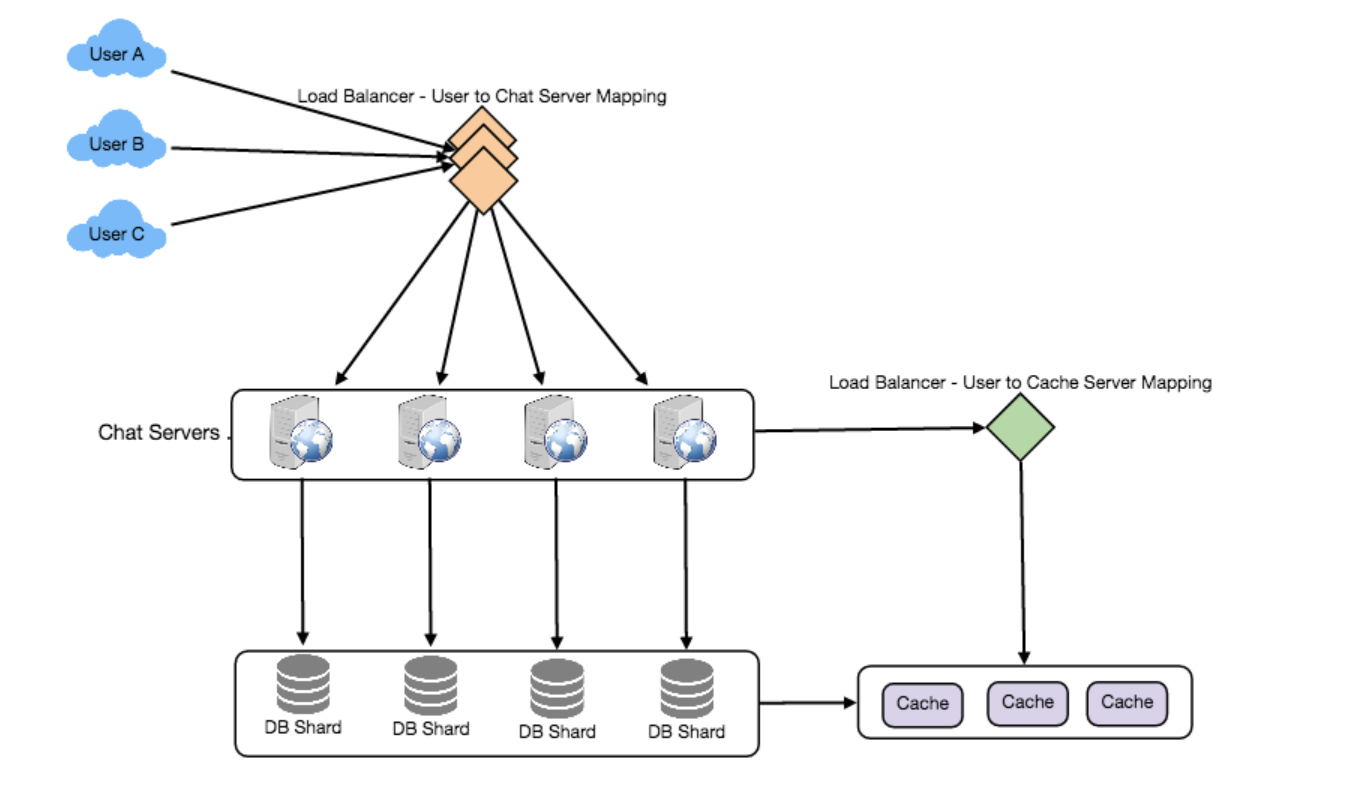 User A
Load Balancer - User to Chat Server Mapping
User B
User C
Load Balancer - User to Cache Server Mapping
Chat Servers .
DB Shard
DB Shard
DB Shard
DB Shard
Cache
Cache
Cache